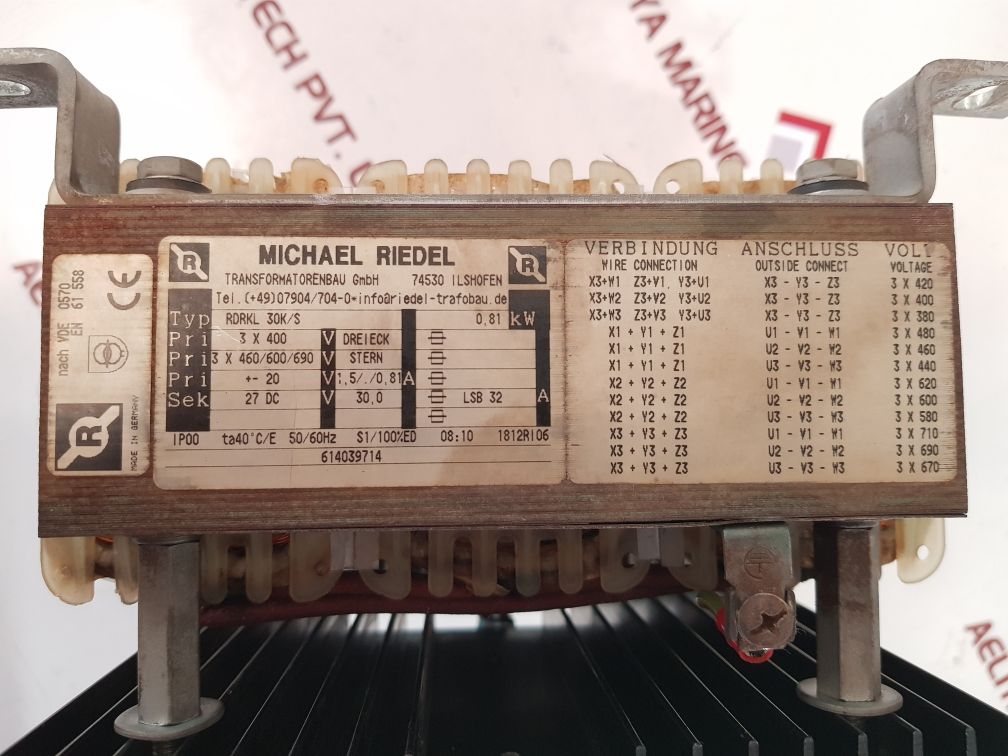 TECH PVT. L
YA MARINE
nach VDE 0570
EN 61 558
CE
R
MADE IN GERMANY
R MICHAEL RIEDEL R
TRANSFORMATORENBAU GmbH 74530 ILSHOFEN
Tel.(+49)07904/704-0*info@riedel-trafobau.de
Typ RDRKL 30K/S 0,81 kW
Pri 3 X 400 V DREIECK
Pri 3 X 460/600/690 V STERN
Pri +- 20 V 1,5/./0,81 A
Sek 27 DC V 30,0 LSB 32 A
IP00 ta40°C/E 50/60Hz S1/100%ED 08:10 1812RI06
614039714
VERBINDUNG ANSCHLUSS VOLT
WIRE CONNECTION OUTSIDE CONNECT VOLTAGE
X3+W1 Z3+V1 Y3+U1 X3 - Y3 - Z3 3 X 420
X3+W2 Z3+V2 Y3+U2 X3 - Y3 - Z3 3 X 400
X3+W3 Z3+V3 Y3+U3 X3 - Y3 - Z3 3 X 380
X1 + Y1 + Z1 U1 - V1 - W1 3 X 480
X1 + Y1 + Z1 U2 - V2 - W2 3 X 460
X1 + Y1 + Z1 U3 - V3 - W3 3 X 440
X2 + Y2 + Z2 U1 - V1 - W1 3 X 620
X2 + Y2 + Z2 U2 - V2 - W2 3 X 600
X2 + Y2 + Z2 U3 - V3 - W3 3 X 580
X3 + Y3 + Z3 U1 - V1 - W1 3 X 710
X3 + Y3 + Z3 U2 - V2 - W2 3 X 690
X3 + Y3 + Z3 U3 - V3 - W3 3 X 670
AELI